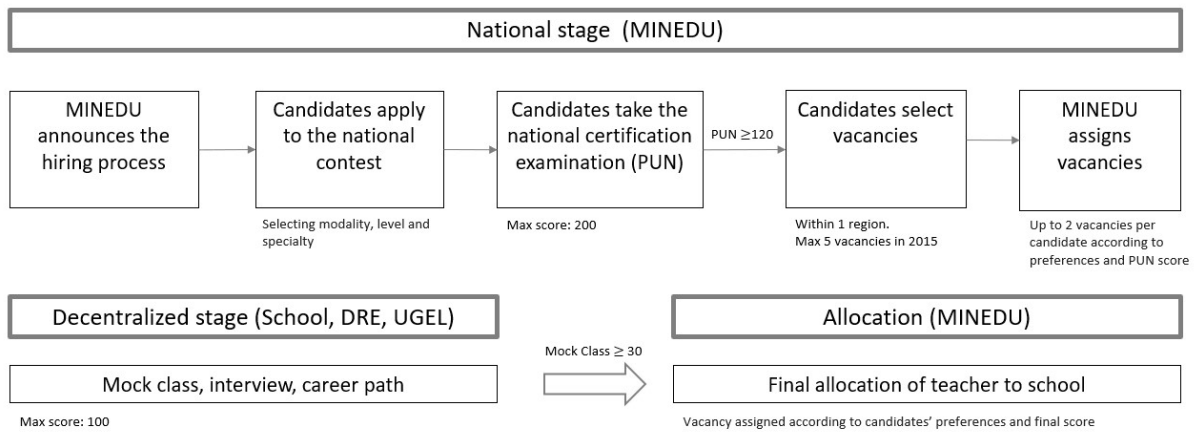 National stage  (MINEDU)
MINEDU
announces the
hiring process
Candidates apply
to the national
contest
Selecting modality, level and
specialty
Candidates take the
national certification
examination (PUN)
Max score: 200
PUN ≥120
Candidates select
vacancies
Within 1 region.
Max 5 vacancies in 2015
MINEDU
assigns
vacancies
Up to 2 vacancies per
candidate according to
preferences and PUN score
Decentralized stage (School, DRE, UGEL)
Mock class, interview, career path
Max score: 100
Mock Class ≥ 30
Allocation (MINEDU)
Final allocation of teacher to school
Vacancy assigned according to candidates' preferences and final score